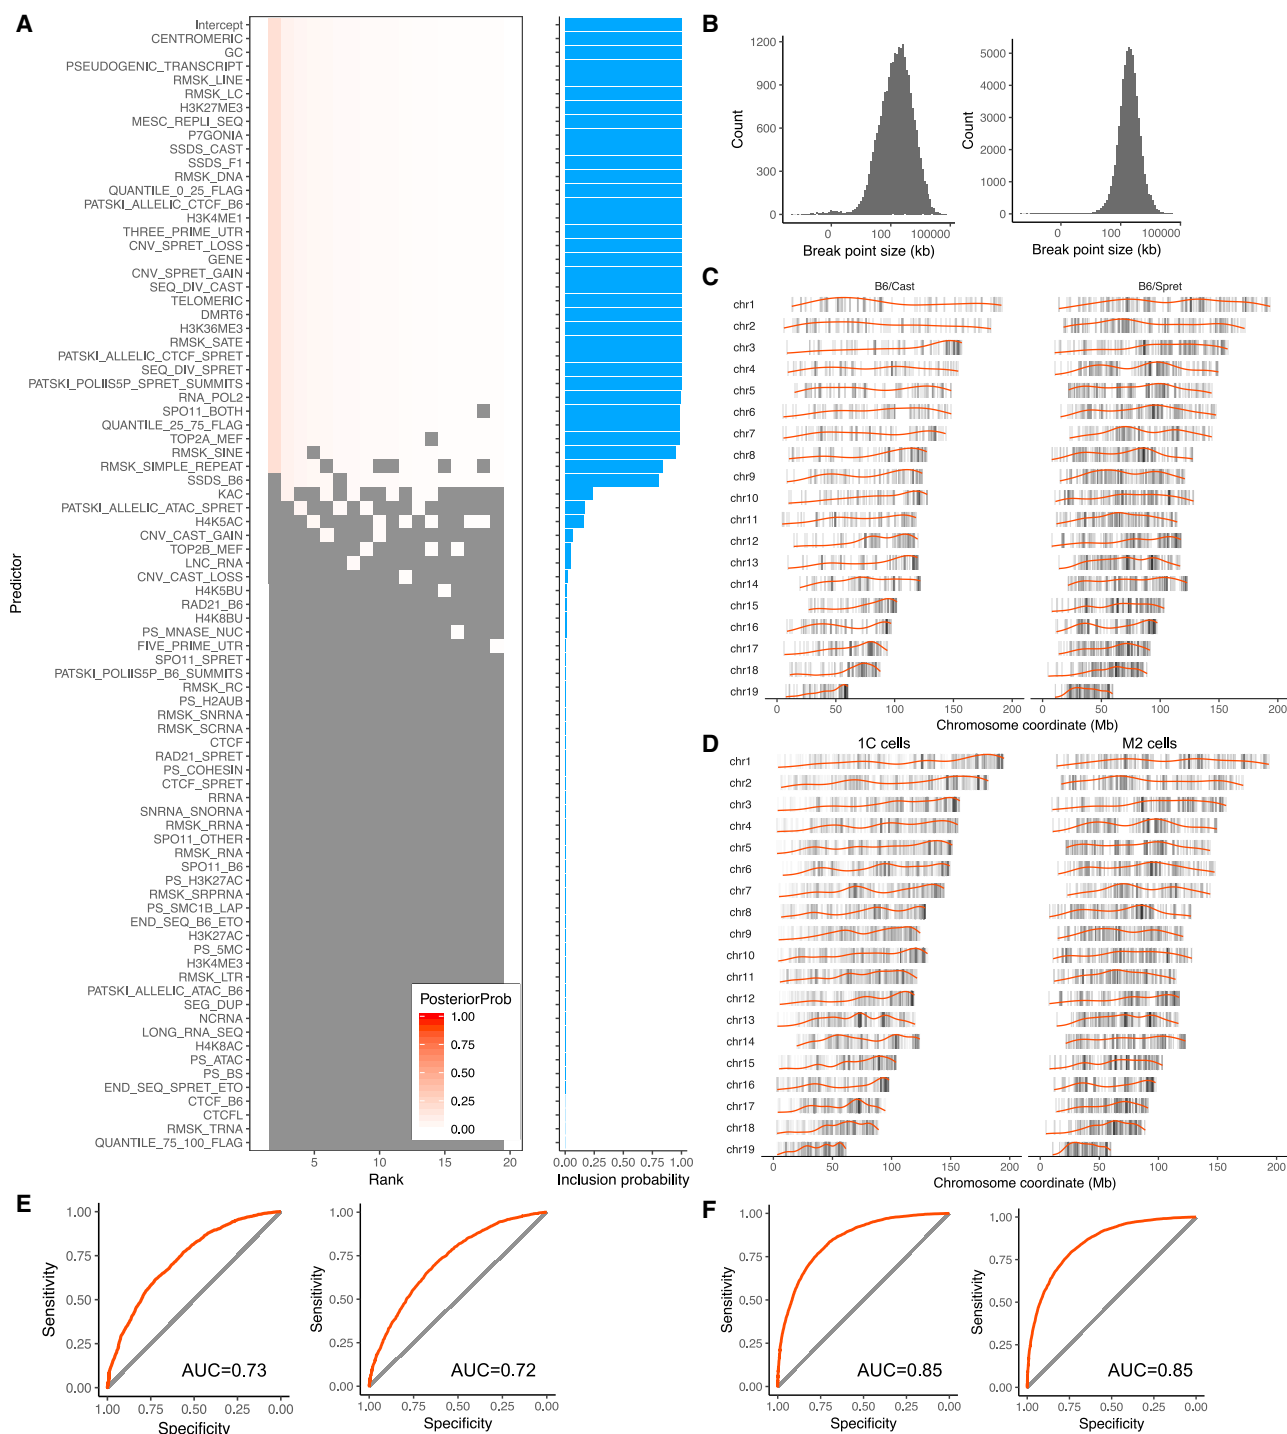 A
Intercept
CENTROMERIC
GC
PSEUDOGENIC_TRANSCRIPT
RMSK_LINE
RMSK_LC
H3K27ME3
MESC_REPLI_SEQ
P7GONIA
SSDS_CAST
SSDS_F1
RMSK_DNA
QUANTILE_0_25_FLAG
PATSKI_ALLELIC_CTCF_B6
H3K4ME1
THREE_PRIME_UTR
CNV_SPRET_LOSS
GENE
CNV_SPRET_GAIN
SEQ_DIV_CAST
TELOMERIC
DMRT6
H3K36ME3
RMSK_SATE
PATSKI_ALLELIC_CTCF_SPRET
SEQ_DIV_SPRET
PATSKI_POLIIS5P_SPRET_SUMMITS
RNA_POL2
SPO11_BOTH
QUANTILE_25_75_FLAG
TOP2A_MEF
RMSK_SINE
RMSK_SIMPLE_REPEAT
SSDS_B6
KAC
PATSKI_ALLELIC_ATAC_SPRET
H4K5AC
CNV_CAST_GAIN
TOP2B_MEF
LNC_RNA
CNV_CAST_LOSS
H4K5BU
RAD21_B6
H4K8BU
PS_MNASE_NUC
FIVE_PRIME_UTR
SPO11_SPRET
PATSKI_POLIIS5P_B6_SUMMITS
RMSK_RC
PS_H2AUB
RMSK_SNRNA
RMSK_SCRNA
CTCF
RAD21_SPRET
PS_COHESIN
CTCF_SPRET
RRNA
SNRNA_SNORNA
RMSK_RRNA
SPO11_OTHER
RMSK_RNA
SPO11_B6
PS_H3K27AC
RMSK_SRPRNA
PS_SMC1B_LAP
END_SEQ_B6_ETO
H3K27AC
PS_5MC
H3K4ME3
RMSK_LTR
PATSKI_ALLELIC_ATAC_B6
SEG_DUP
NCRNA
LONG_RNA_SEQ
H4K8AC
PS_ATAC
PS_BS
END_SEQ_SPRET_ETO
CTCF_B6
CTCFL
RMSK_TRNA
QUANTILE_75_100_FLAG
Predictor
5 10 15 20
Rank
PosteriorProb
1.00
0.75
0.50
0.25
0.00
0.00 0.25 0.50 0.75 1.00
Inclusion probability
B
1200
900
600
300
0
Count
0 100 100000
Break point size (kb)
5000
4000
3000
2000
1000
0
Count
0 100 100000
Break point size (kb)
C
B6/Cast B6/Spret
chr1
chr2
chr3
chr4
chr5
chr6
chr7
chr8
chr9
chr10
chr11
chr12
chr13
chr14
chr15
chr16
chr17
chr18
chr19
0 50 100 150 200 0 50 100 150 200
Chromosome coordinate (Mb)
D
1C cells M2 cells
chr1
chr2
chr3
chr4
chr5
chr6
chr7
chr8
chr9
chr10
chr11
chr12
chr13
chr14
chr15
chr16
chr17
chr18
chr19
0 50 100 150 200 0 50 100 150 200
Chromosome coordinate (Mb)
E
1.00
0.75
0.50
0.25
0.00
Sensitivity
AUC=0.73
1.00 0.75 0.50 0.25 0.00
Specificity
1.00
0.75
0.50
0.25
0.00
Sensitivity
AUC=0.72
1.00 0.75 0.50 0.25 0.00
Specificity
F
1.00
0.75
0.50
0.25
0.00
Sensitivity
AUC=0.85
1.00 0.75 0.50 0.25 0.00
Specificity
1.00
0.75
0.50
0.25
0.00
Sensitivity
AUC=0.85
1.00 0.75 0.50 0.25 0.00
Specificity